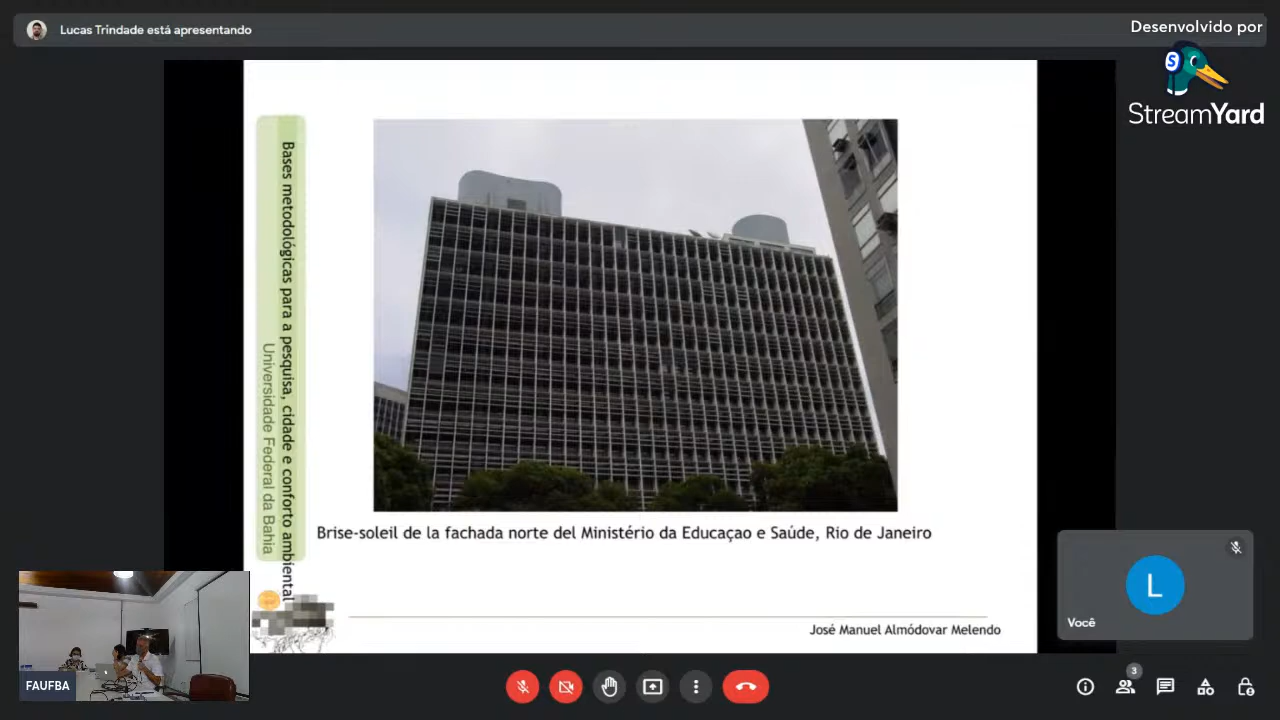 Lucas Trindade está apresentando
Desenvolvido por
S
StreamYard
Bases metodológicas para a pesquisa, cidade e conforto ambiental
Universidade Federal da Bahia
Brise-soleil de la fachada norte del Ministério da Educaçao e Saúde, Rio de Janeiro
José Manuel Almódovar Melendo
FAUFBA
L
Você
3